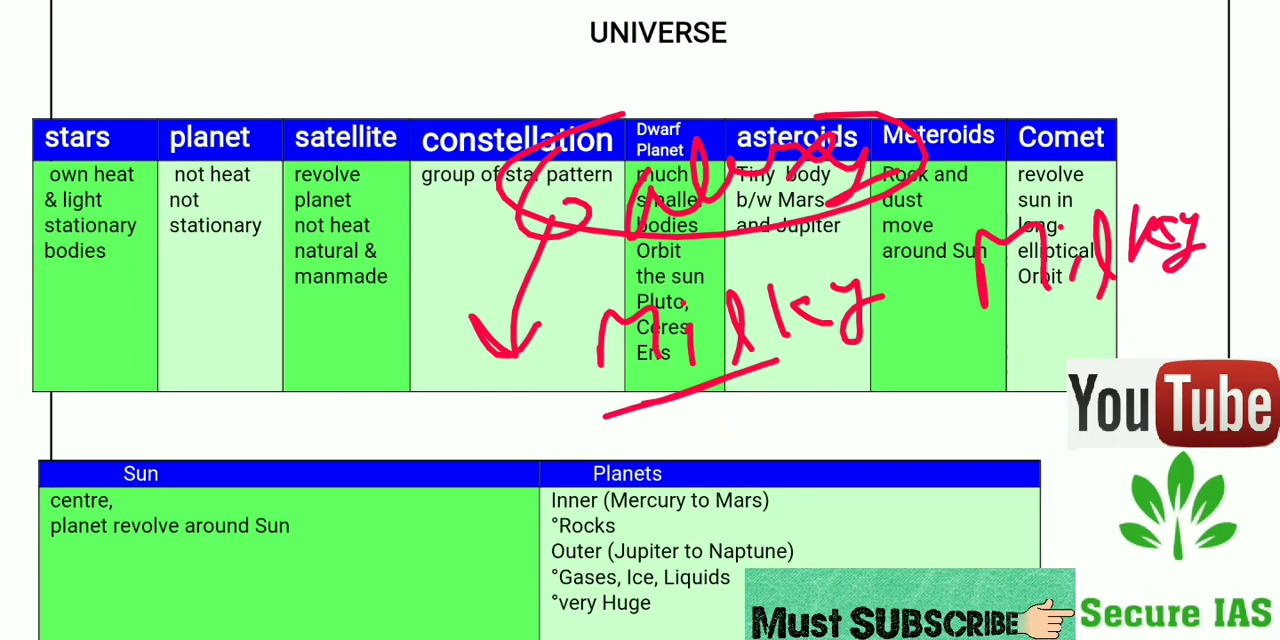 UNIVERSE
stars planet satellite constellation Dwarf Planet asteroids Meteroids Comet
own heat
& light
stationary
bodies
not heat
not
stationary
revolve
planet
not heat
natural &
manmade
group of star pattern
much
smaller
bodies
Orbit
the sun
Pluto,
Ceres
Eris
Tiny body
b/w Mars
and Jupiter
Rock and
dust
move
around Sun
revolve
sun in
long-
elliptical
Orbit
Milky
Milky
YouTube
Sun Planets
centre,
planet revolve around Sun
Inner (Mercury to Mars)
°Rocks
Outer (Jupiter to Naptune)
°Gases, Ice, Liquids
°very Huge
Must SUBSCRIBE
Secure IAS